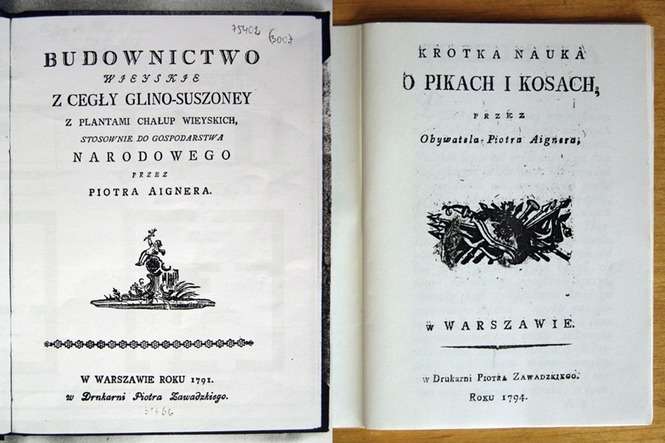 75402
BUDOWNICTWO
WIEYSKIE
Z CEGŁY GLINO-SUSZONEY
Z PLANTAMI CHAŁUP WIEYSKICH,
STOSOWNIE DO GOSPODARSTWA
NARODOWEGO
PRZEZ
PIOTRA AIGNERA.
W WARSZAWIE ROKU 1791.
w Drukarni Piotra Zawadzkiego.
KROTKA NAUKA
O PIKACH I KOSACH,
PRZEZ
Obywatela Piotra Aignera,
w WARSZAWIE.
w Drukarni PIOTRA ZAWADZKIEGO.
ROKU 1794.